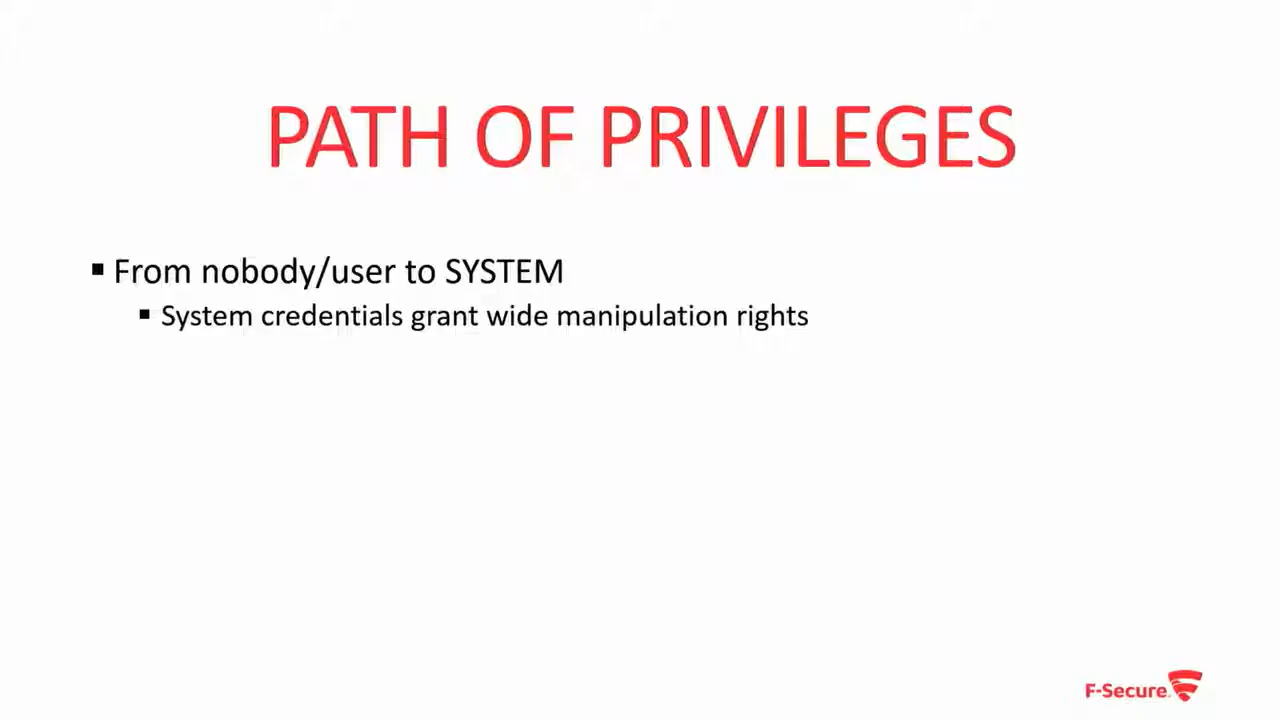 PATH OF PRIVILEGES
▪ From nobody/user to SYSTEM
▪ System credentials grant wide manipulation rights
F-Secure.